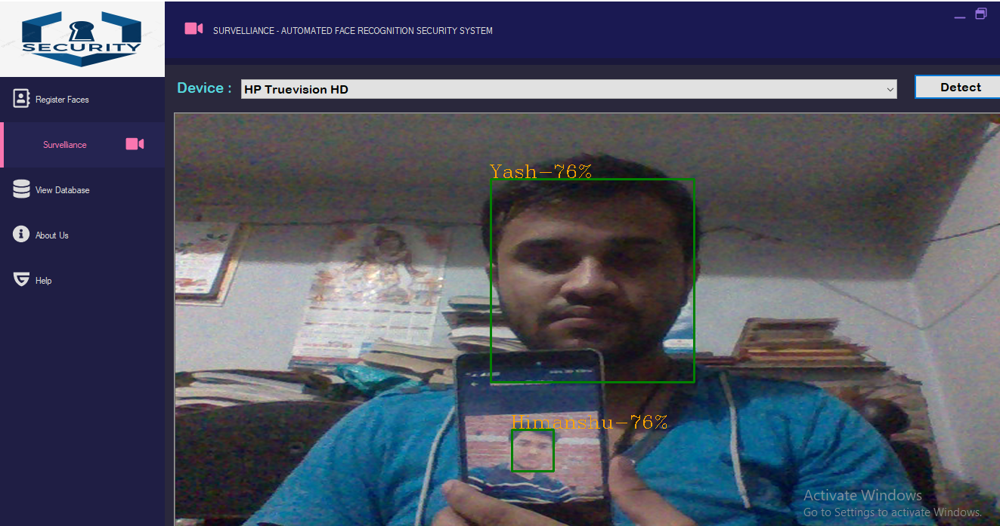 SECURITY
SURVELLIANCE - AUTOMATED FACE RECOGNITION SECURITY SYSTEM
Register Faces
Survelliance
View Database
About Us
Help
Device :
HP Truevision HD
Detect
Yash-76%
Himanshu-76%
Activate Windows
Go to Settings to activate Windows.